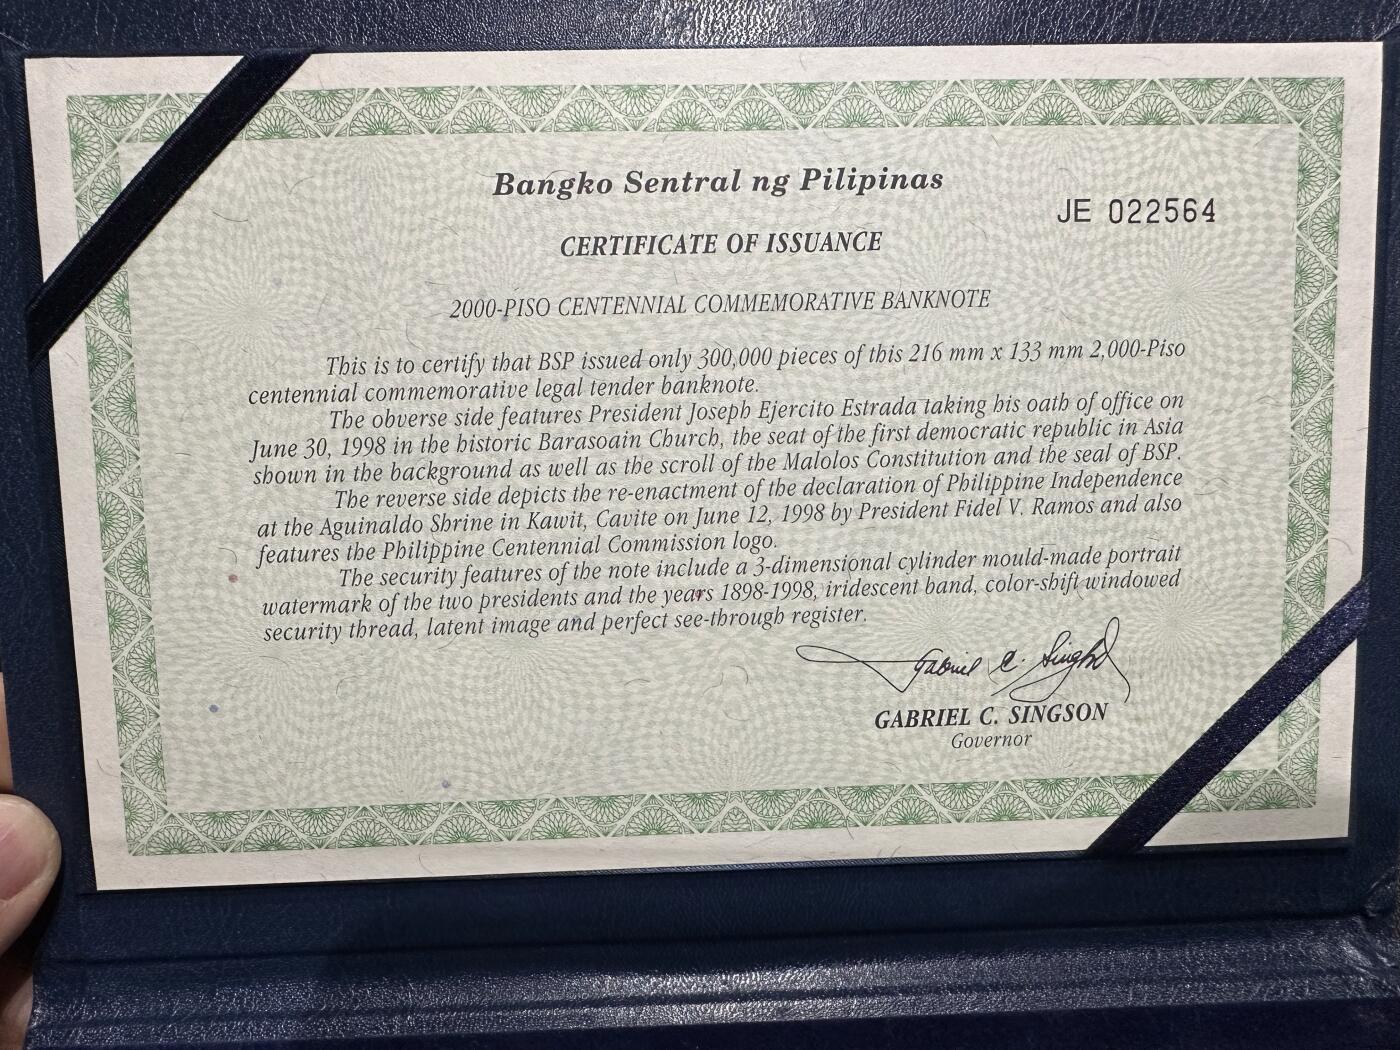 Bangko Sentral ng Pilipinas
JE 022564
CERTIFICATE OF ISSUANCE
2000-PISO CENTENNIAL COMMEMORATIVE BANKNOTE
This is to certify that BSP issued only 300,000 pieces of this 216 mm x 133 mm 2,000-Piso
centennial commemorative legal tender banknote.
The obverse side features President Joseph Ejercito Estrada taking his oath of office on
June 30, 1998 in the historic Barasoain Church, the seat of the first democratic republic in Asia
shown in the background as well as the scroll of the Malolos Constitution and the seal of BSP.
The reverse side depicts the re-enactment of the declaration of Philippine Independence
at the Aguinaldo Shrine in Kawit, Cavite on June 12, 1998 by President Fidel V. Ramos and also
features the Philippine Centennial Commission logo.
The security features of the note include a 3-dimensional cylinder mould-made portrait
watermark of the two presidents and the years 1898-1998, iridescent band, color-shift windowed
security thread, latent image and perfect see-through register.
Gabriel C. Singson
GABRIEL C. SINGSON
Governor